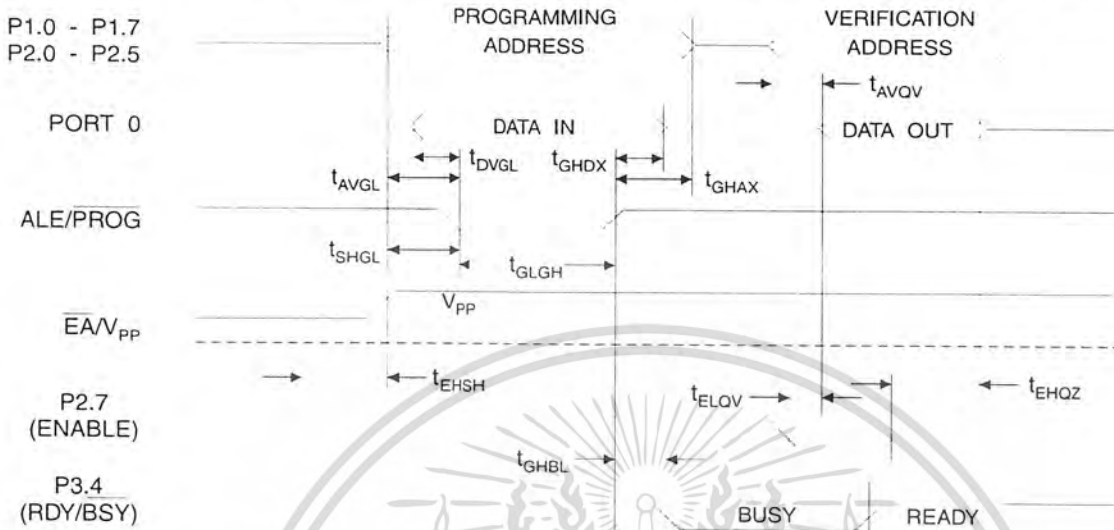 PROGRAMMING ADDRESS
VERIFICATION ADDRESS
P1.0 - P1.7
P2.0 - P2.5
tAVQV
PORT 0
DATA IN
DATA OUT
tDVGL
tGHDX
tAVGL
tGHAX
ALE/PROG
tSHGL
tGLGH
VPP
EA/VPP
tEHSH
tELQV
tEHQZ
P2.7
(ENABLE)
tGHBL
P3.4
(RDY/BSY)
BUSY
READY